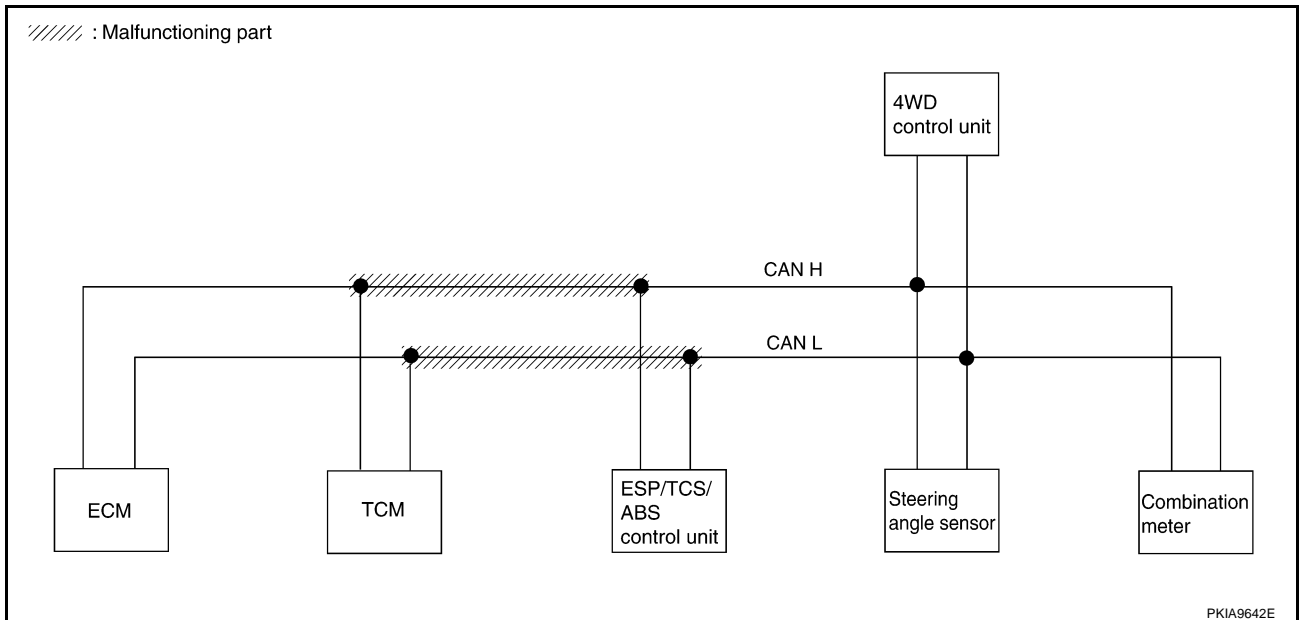 : Malfunctioning part
4WD
control unit
CAN H
CAN L
ECM
TCM
ESP/TCS/
ABS
control unit
Steering
angle sensor
Combination
meter
PKIA9642E